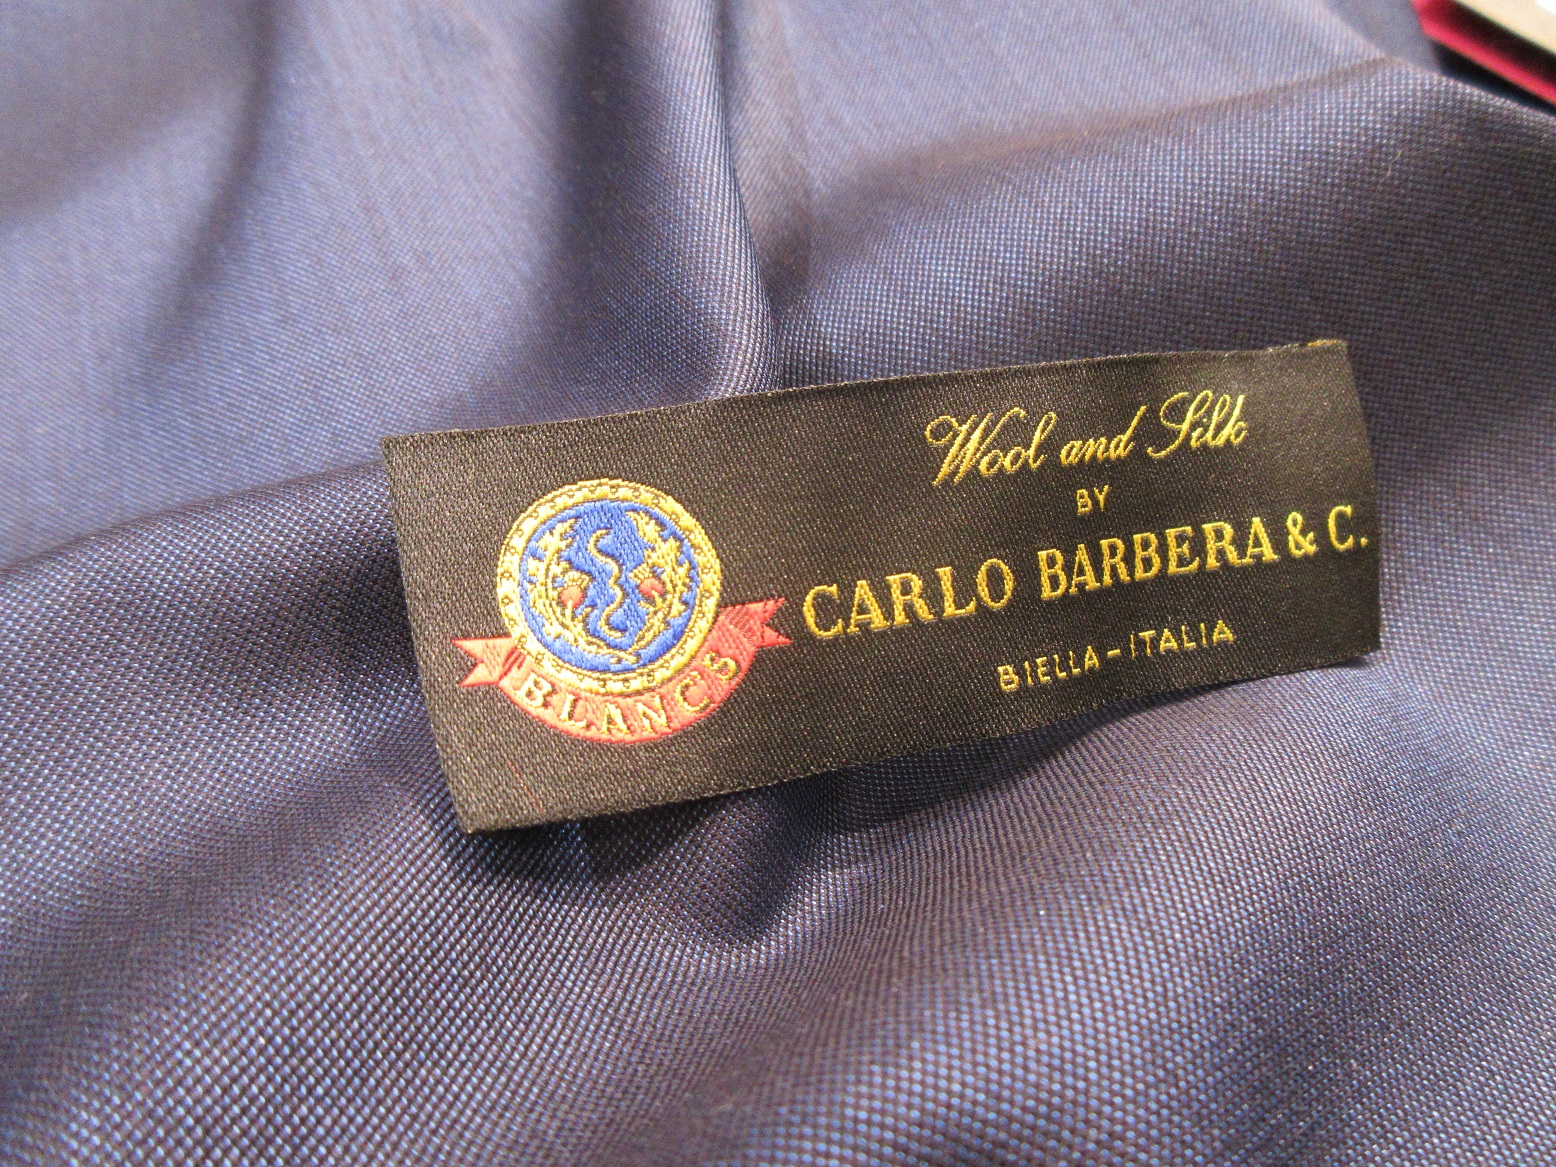 Wool and Silk
BY
CARLO BARBERA & C.
BIELLA-ITALIA
BLANCS